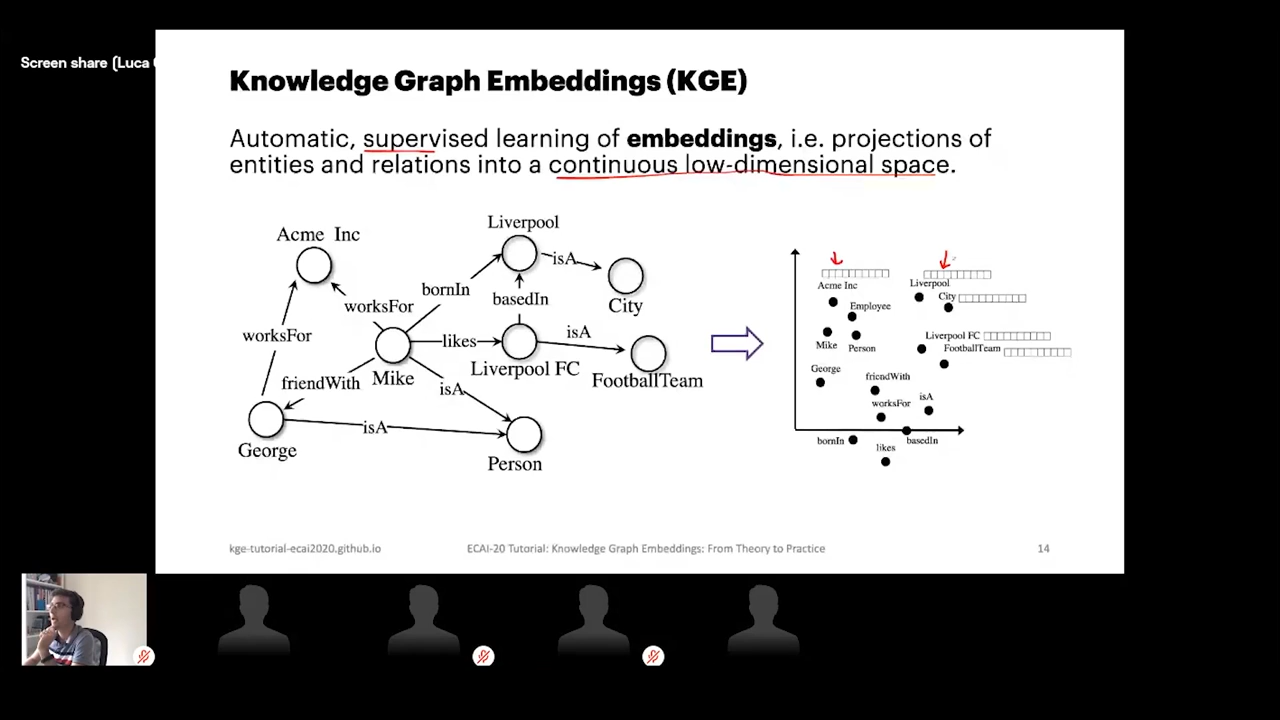 Screen share (Luca
Knowledge Graph Embeddings (KGE)
Automatic, supervised learning of embeddings, i.e. projections of
entities and relations into a continuous low-dimensional space.
Acme Inc
Liverpool
isA
City
bornIn
basedIn
worksFor
worksFor
likes
isA
Liverpool FC
FootballTeam
Mike
friendWith
isA
isA
George
Person
Acme Inc
Liverpool
City
Employee
Mike
Person
Liverpool FC
FootballTeam
George
friendWith
worksFor
isA
bornIn
basedIn
likes
kge-tutorial-ecai2020.github.io
ECAI-20 Tutorial: Knowledge Graph Embeddings: From Theory to Practice
14